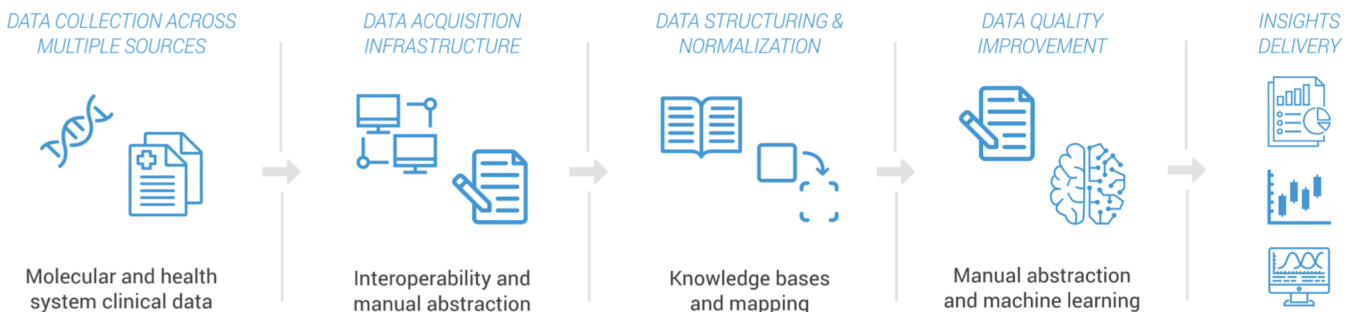 DATA COLLECTION ACROSS
MULTIPLE SOURCES
Molecular and health
system clinical data
DATA ACQUISITION
INFRASTRUCTURE
Interoperability and
manual abstraction
DATA STRUCTURING &
NORMALIZATION
Knowledge bases
and mapping
DATA QUALITY
IMPROVEMENT
Manual abstraction
and machine learning
INSIGHTS
DELIVERY